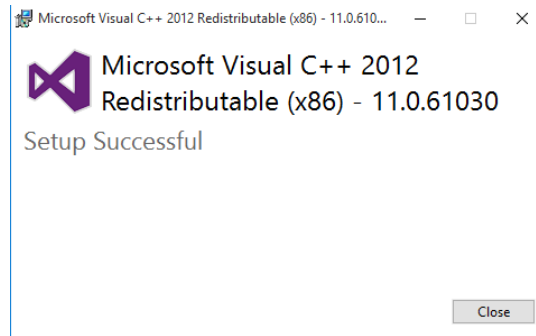 Microsoft Visual C++ 2012 Redistributable (x86) - 11.0.610...
Microsoft Visual C++ 2012
Redistributable (x86) - 11.0.61030
Setup Successful
Close